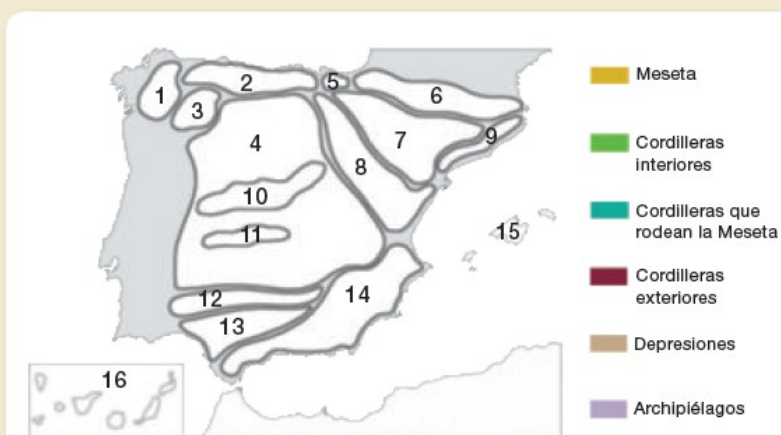 1
2
3
4
5
6
7
8
9
10
11
12
13
14
15
16
Meseta
Cordilleras
interiores
Cordilleras que
rodean la Meseta
Cordilleras
exteriores
Depresiones
Archipiélagos